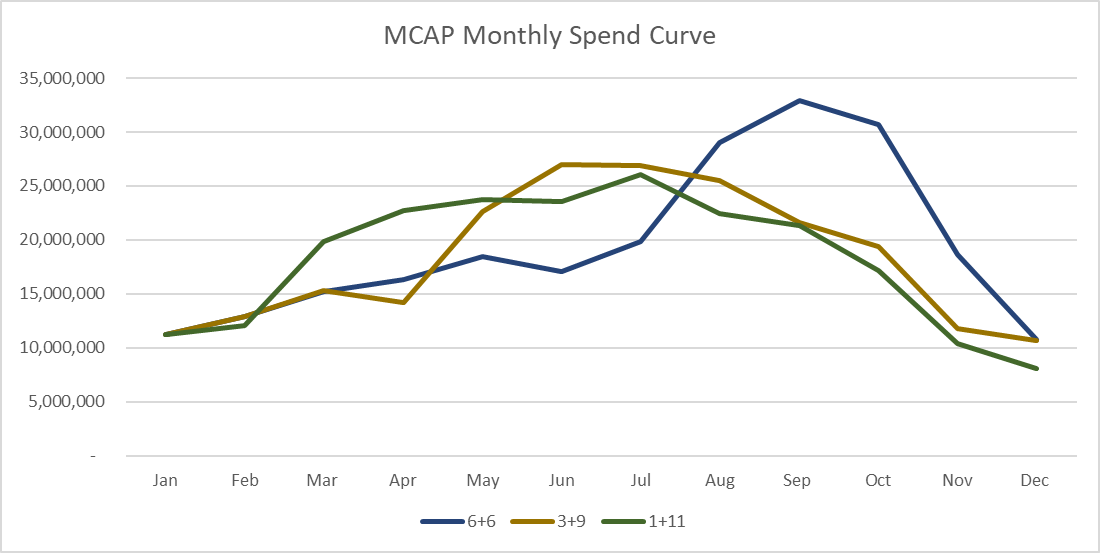 MCAP Monthly Spend Curve
35,000,000
30,000,000
25,000,000
20,000,000
15,000,000
10,000,000
5,000,000
-
Jan Feb Mar Apr May Jun Jul Aug Sep Oct Nov Dec
6+6 3+9 1+11